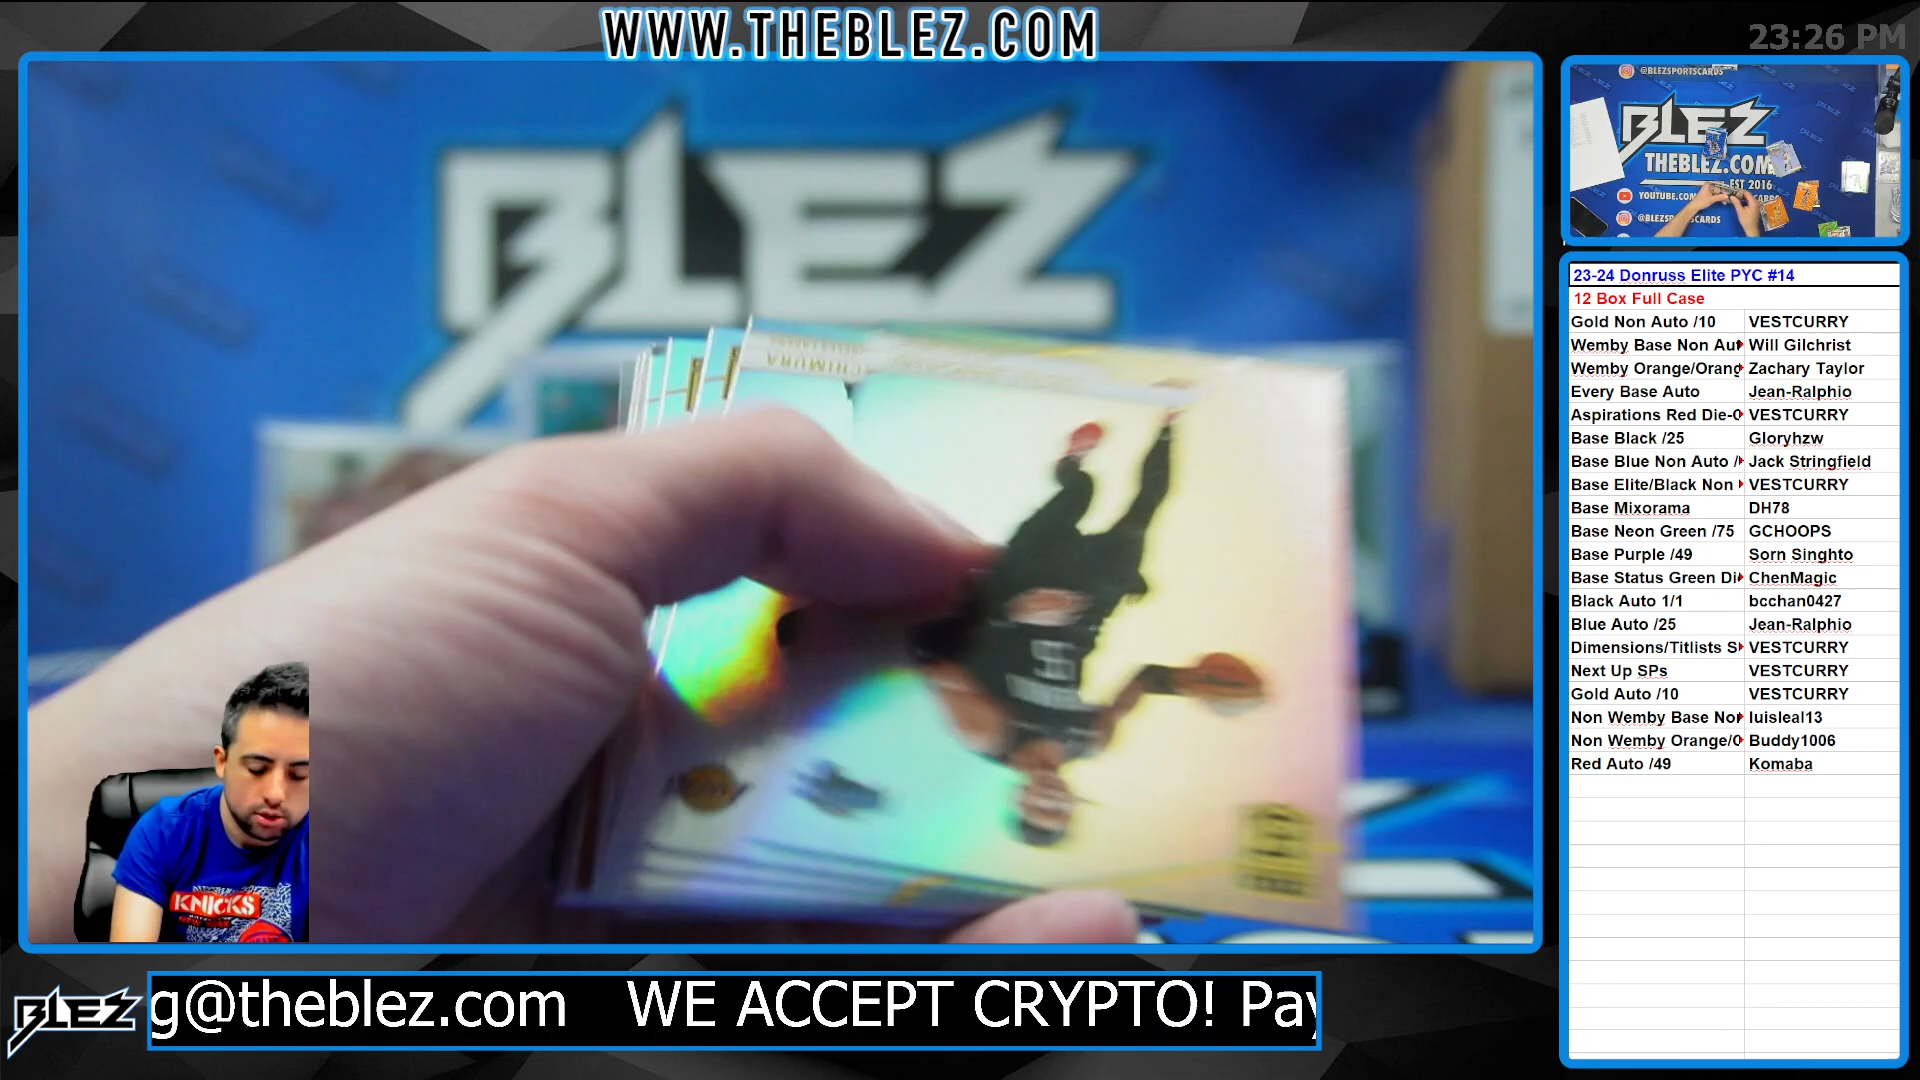 WWW.THEBLEZ.COM
23:26 PM
BLEZ
@BLEZSPORTSCARDS
BLEZ
THEBLEZ.COM
EST 2016
YOUTUBE.COM
23-24 Donruss Elite PYC #14
12 Box Full Case
Gold Non Auto /10 VESTCURRY
Wemby Base Non Aut Will Gilchrist
Wemby Orange/Orang Zachary Taylor
Every Base Auto Jean-Ralphio
Aspirations Red Die-C VESTCURRY
Base Black /25 Gloryhzw
Base Blue Non Auto / Jack Stringfield
Base Elite/Black Non VESTCURRY
Base Mixorama DH78
Base Neon Green /75 GCHOOPS
Base Purple /49 Sorn Singhto
Base Status Green Di ChenMagic
Black Auto 1/1 bcchan0427
Blue Auto /25 Jean-Ralphio
Dimensions/Titlists S VESTCURRY
Next Up SPs VESTCURRY
Gold Auto /10 VESTCURRY
Non Wemby Base Non luisleal13
Non Wemby Orange/O Buddy1006
Red Auto /49 Komaba
CHIMURA
KNICKS
BLEZ
g@theblez.com WE ACCEPT CRYPTO! Pay